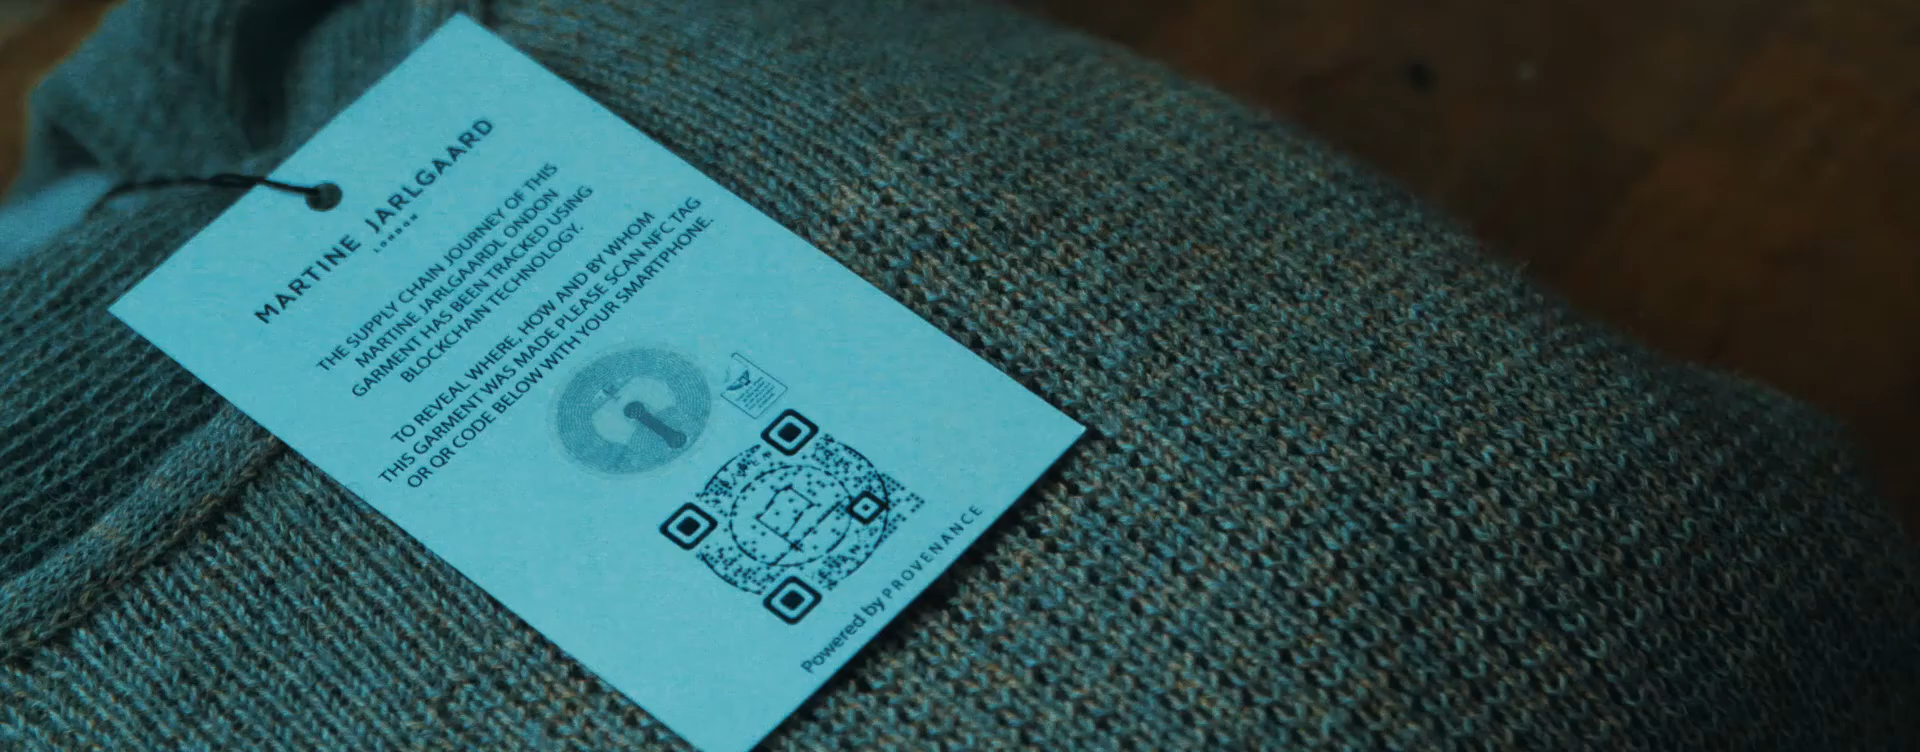 MARTINE JARLGAARD
LONDON
THE SUPPLY CHAIN JOURNEY OF THIS
MARTINE JARLGAARDL ONDON
GARMENT HAS BEEN TRACKED USING
BLOCKCHAIN TECHNOLOGY.
TO REVEAL WHERE, HOW AND BY WHOM
THIS GARMENT WAS MADE PLEASE SCAN NFC TAG
OR QR CODE BELOW WITH YOUR SMARTPHONE.
Powered by PROVENANCE